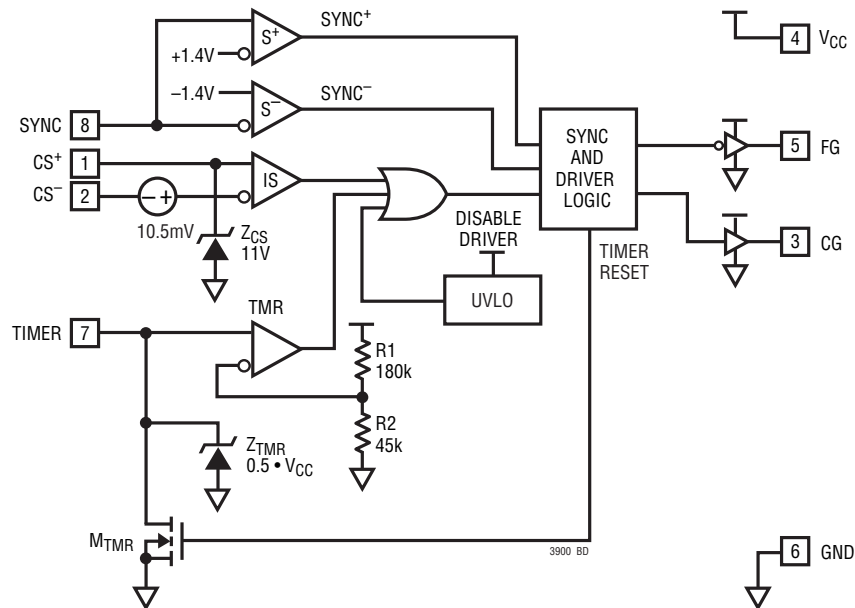 S+
SYNC+
+1.4V
–1.4V
S–
SYNC–
SYNC 8
CS+ 1
CS– 2
– +
10.5mV
IS
ZCS
11V
SYNC
AND
DRIVER
LOGIC
4 VCC
5 FG
3 CG
DISABLE
DRIVER
UVLO
TIMER
RESET
TIMER 7
TMR
R1
180k
R2
45k
ZTMR
0.5 • VCC
MTMR
3900 BD
6 GND